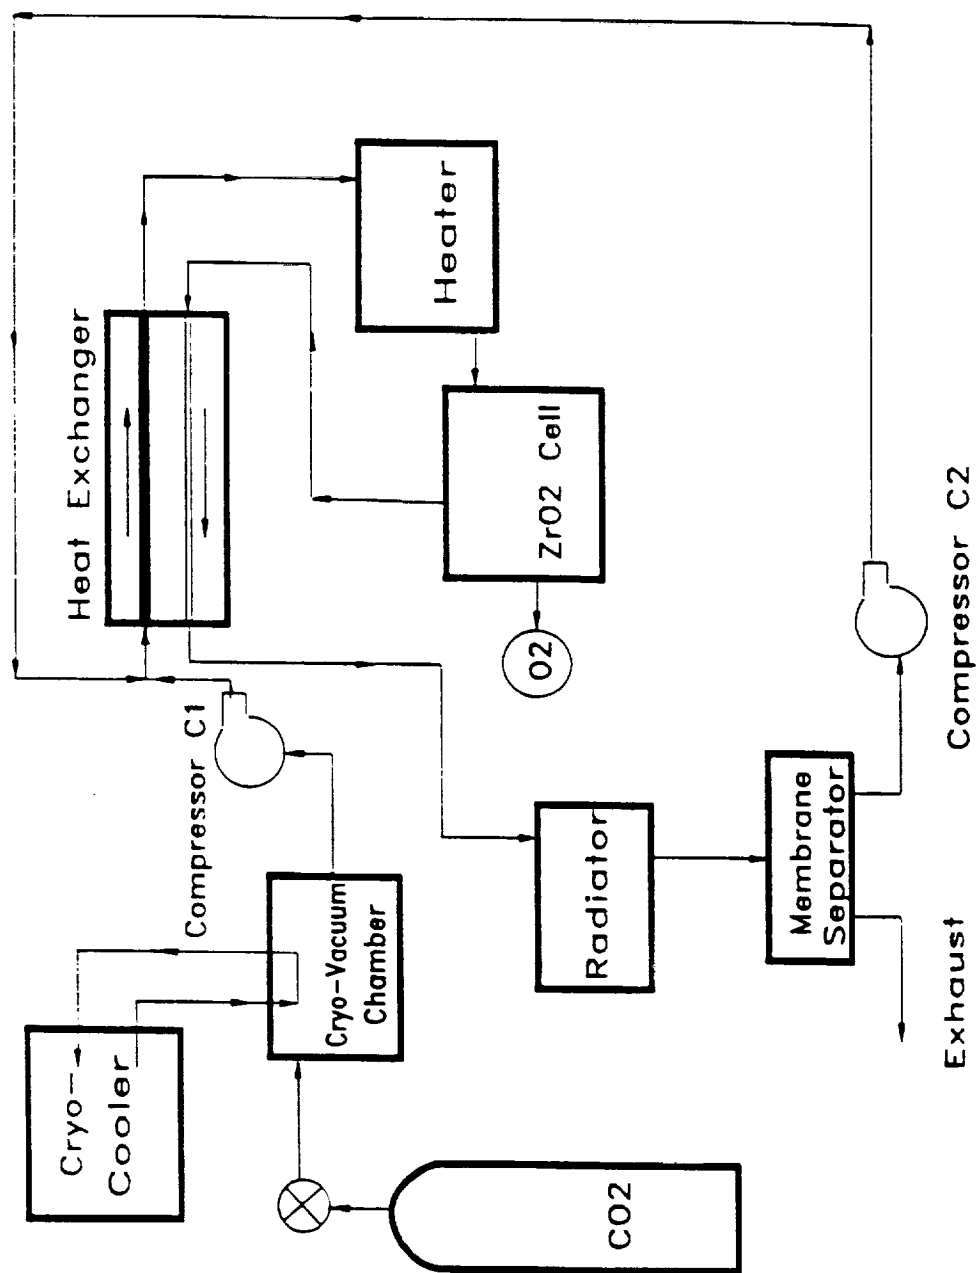 Cryo-
Cooler
Cryo-Vacuum
Chamber
CO2
Compressor C1
Heat Exchanger
Heater
ZrO2 Cell
O2
Radiator
Membrane
Separator
Exhaust
Compressor C2